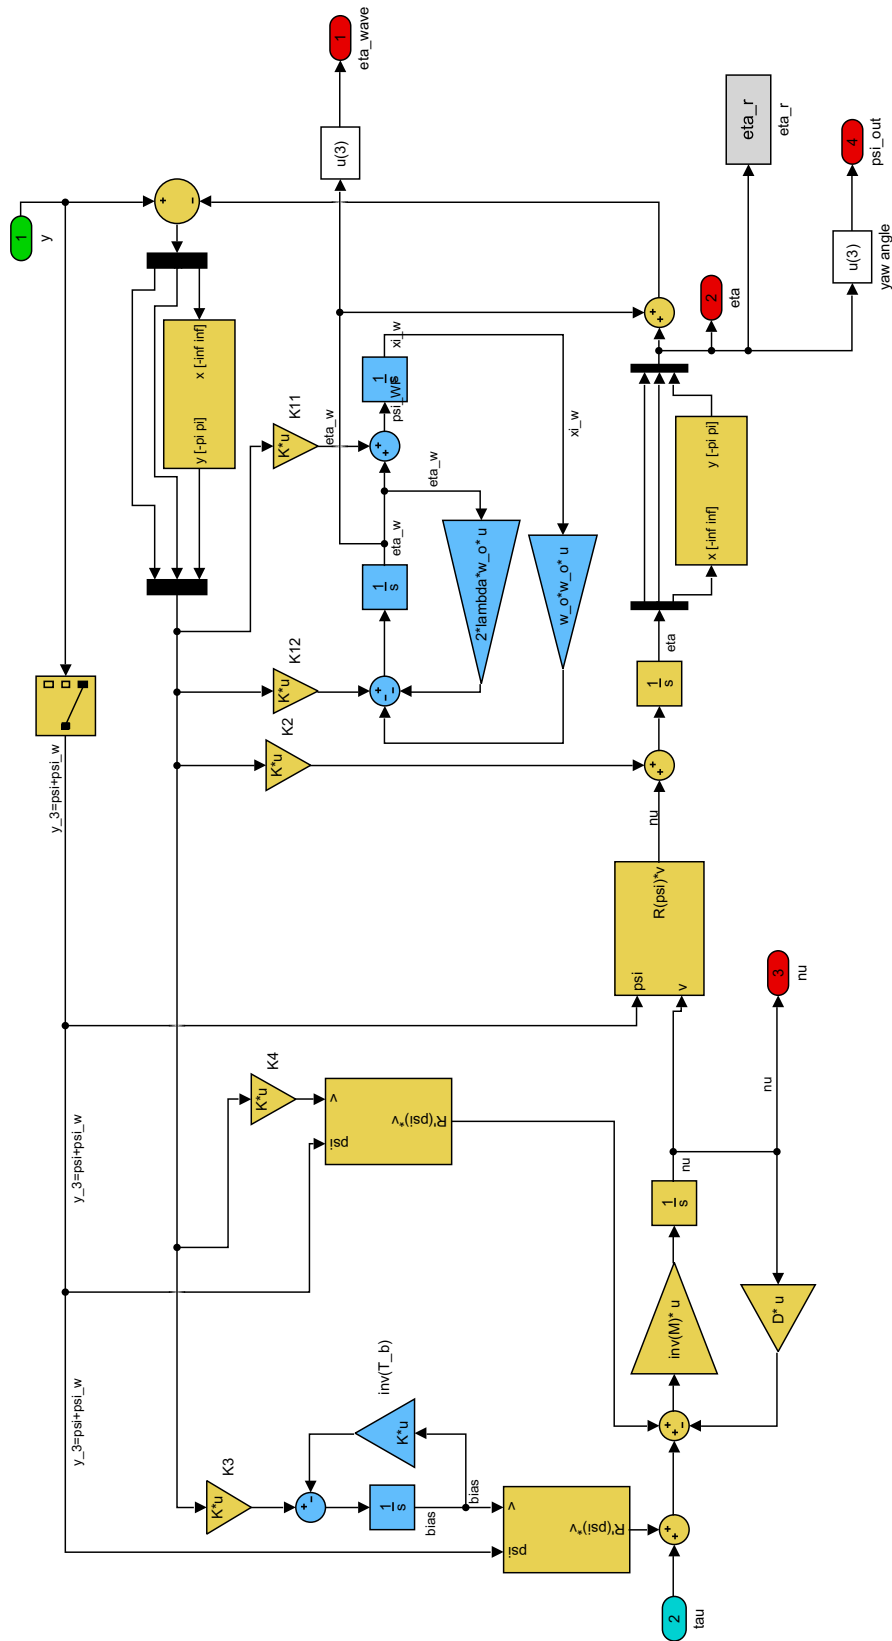 1
y
+
-
x [-inf inf]
y [-pi pi]
y_3=psi+psi_w
1
eta_wave
u(3)
K*u
K11
eta_w
xi_w
1
s
psi_W
+
+
eta_w
eta_w
1
s
2*lambda*w_o* u
w_o*w_o* u
xi_w
K*u
K12
+
-
-
K*u
K2
eta_r
eta_r
4
psi_out
u(3)
yaw angle
2
eta
+
+
y [-pi pi]
x [-inf inf]
eta
1
s
+
+
nu
R(psi)*v
psi
v
3
nu
nu
nu
1
s
inv(M)* u
D* u
y_3=psi+psi_w
K*u
K4
v
psi
R'(psi)*v
y_3=psi+psi_w
K*u
K3
+
-
inv(T_b)
K*u
1
s
bias
bias
v
psi
R'(psi)*v
+
+
-
+
+
2
tau